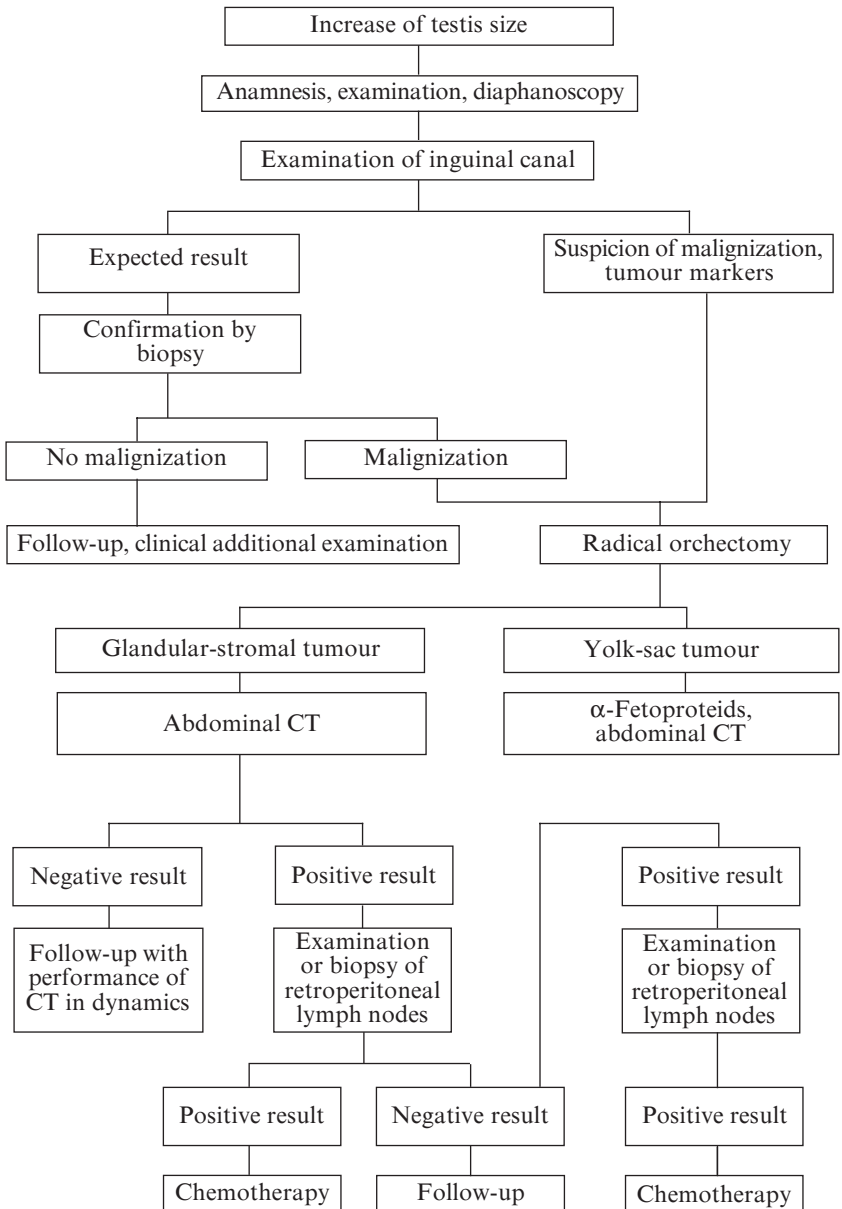 Increase of testis size
Anamnesis, examination, diaphanoscopy
Examination of inguinal canal
Expected result
Suspicion of malignization,
tumour markers
Confirmation by
biopsy
No malignization
Malignization
Follow-up, clinical additional examination
Radical orchectomy
Glandular-stromal tumour
Yolk-sac tumour
Abdominal CT
α-Fetoproteids,
abdominal CT
Negative result
Positive result
Positive result
Follow-up with
performance of
CT in dynamics
Examination
or biopsy of
retroperitoneal
lymph nodes
Examination
or biopsy of
retroperitoneal
lymph nodes
Positive result
Negative result
Positive result
Chemotherapy
Follow-up
Chemotherapy